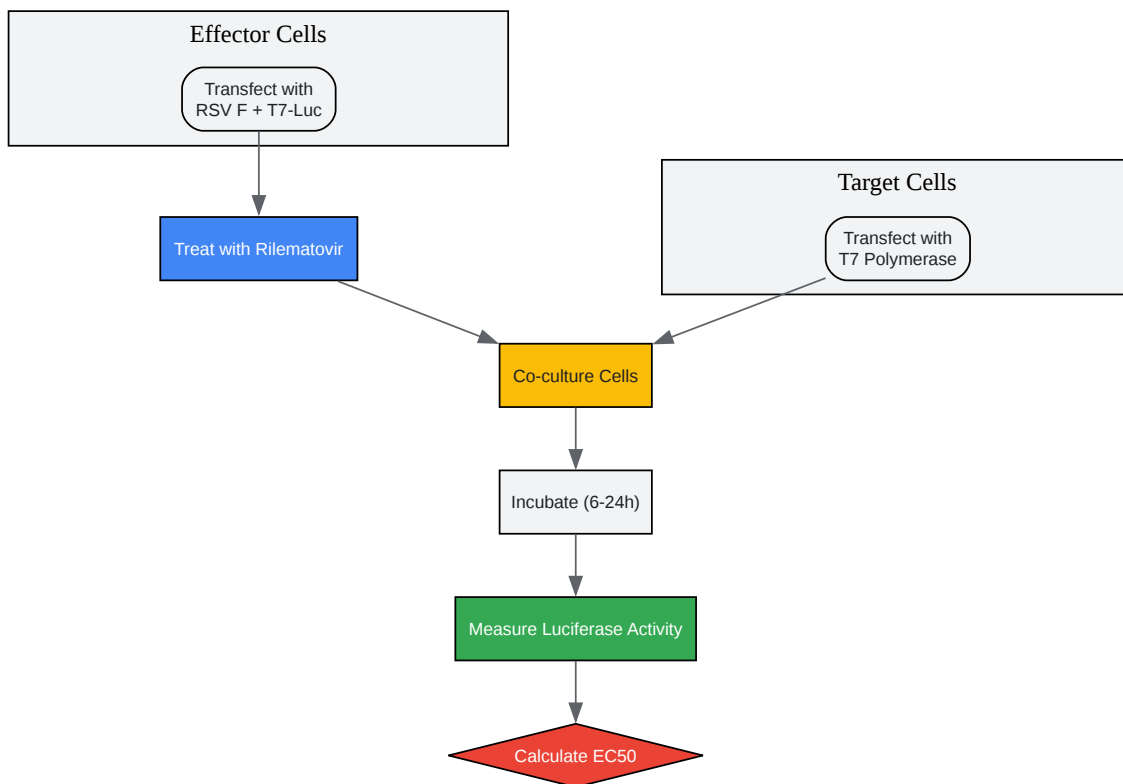 Effector Cells
Transfect with
RSV F + T7-Luc
Treat with Rilematovir
Target Cells
Transfect with
T7 Polymerase
Co-culture Cells
Incubate (6-24h)
Measure Luciferase Activity
Calculate EC50